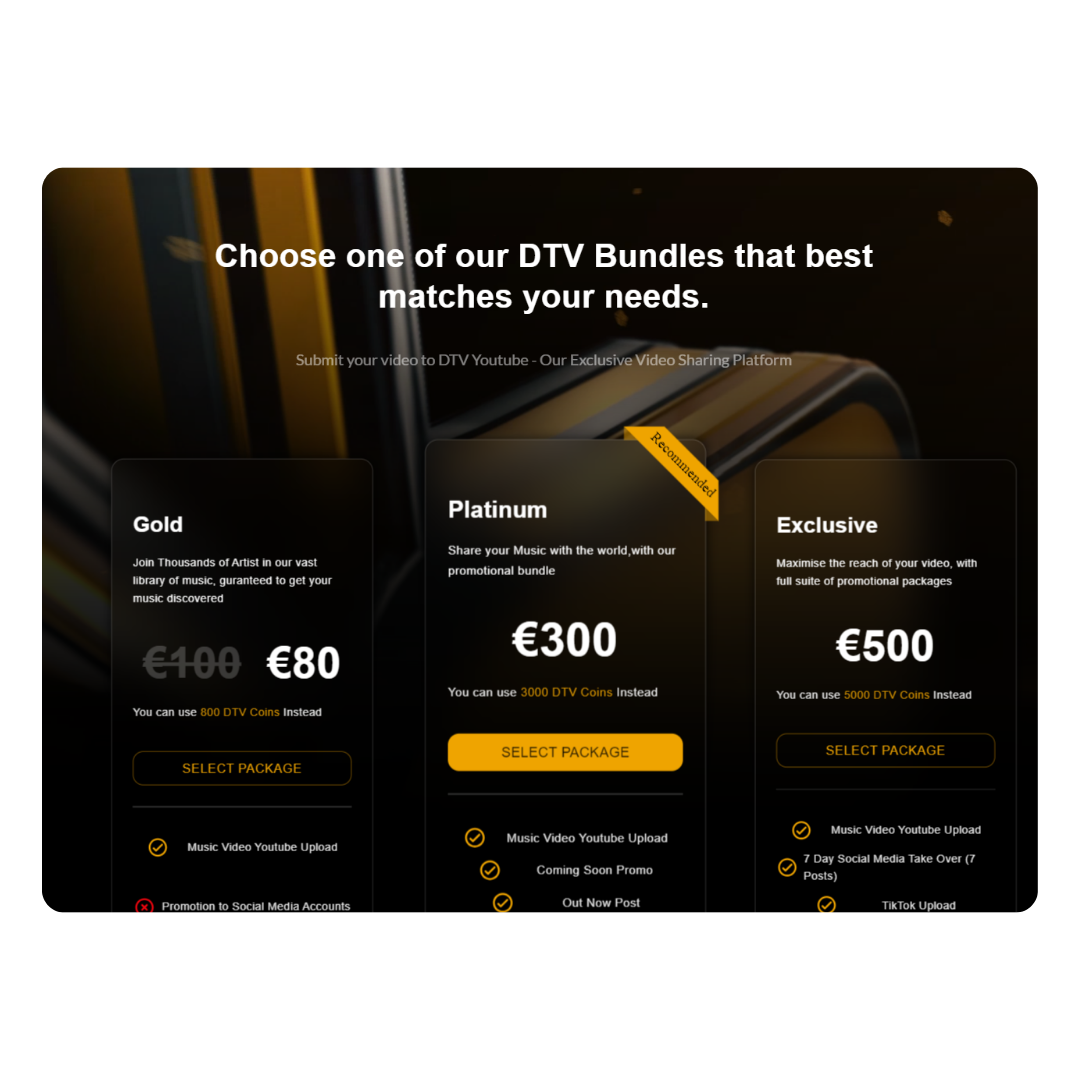 Choose one of our DTV Bundles that best
matches your needs.
Submit your video to DTV Youtube - Our Exclusive Video Sharing Platform
Gold
Join Thousands of Artist in our vast
library of music, guranteed to get your
music discovered
€100 €80
You can use 800 DTV Coins Instead
SELECT PACKAGE
Music Video Youtube Upload
Promotion to Social Media Accounts
Recommended
Platinum
Share your Music with the world,with our
promotional bundle
€300
You can use 3000 DTV Coins Instead
SELECT PACKAGE
Music Video Youtube Upload
Coming Soon Promo
Out Now Post
Exclusive
Maximise the reach of your video, with
full suite of promotional packages
€500
You can use 5000 DTV Coins Instead
SELECT PACKAGE
Music Video Youtube Upload
7 Day Social Media Take Over (7
Posts)
TikTok Upload